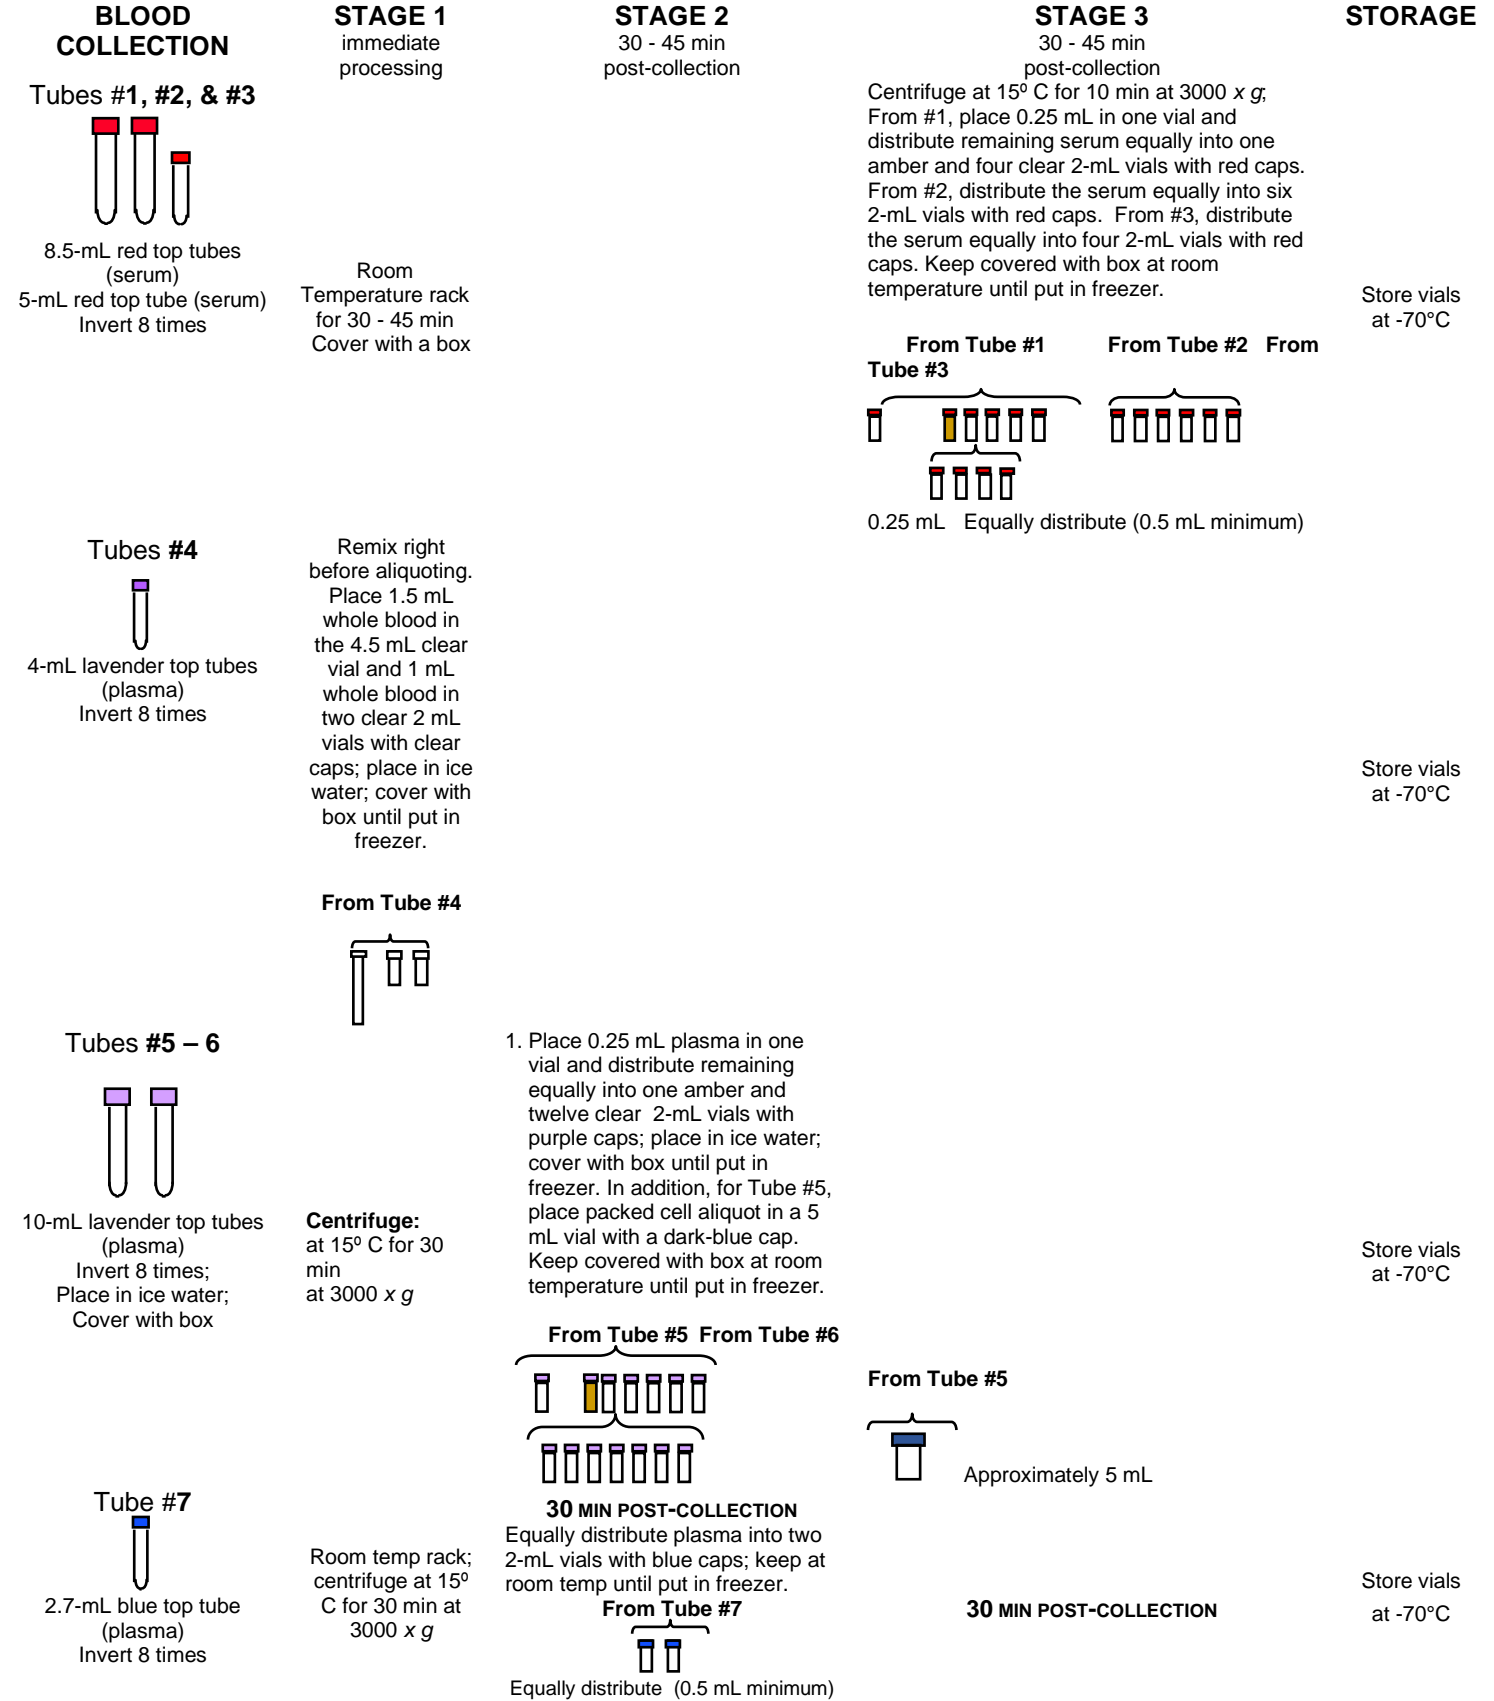 BLOOD
COLLECTION
STAGE 1
immediate
processing
STAGE 2
30 - 45 min
post-collection
STAGE 3
30 - 45 min
post-collection
STORAGE
Tubes #1, #2, & #3
8.5-mL red top tubes
(serum)
5-mL red top tube (serum)
Invert 8 times
Room
Temperature rack
for 30 - 45 min
Cover with a box
Centrifuge at 15º C for 10 min at 3000 x g;
From #1, place 0.25 mL in one vial and
distribute remaining serum equally into one
amber and four clear 2-mL vials with red caps.
From #2, distribute the serum equally into six
2-mL vials with red caps.  From #3, distribute
the serum equally into four 2-mL vials with red
caps. Keep covered with box at room
temperature until put in freezer.
From Tube #1 From Tube #2 From
Tube #3
0.25 mL Equally distribute (0.5 mL minimum)
Store vials
at -70°C
Tubes #4
4-mL lavender top tubes
(plasma)
Invert 8 times
Remix right
before aliquoting.
Place 1.5 mL
whole blood in
the 4.5 mL clear
vial and 1 mL
whole blood in
two clear 2 mL
vials with clear
caps; place in ice
water; cover with
box until put in
freezer.
From Tube #4
Store vials
at -70°C
Tubes #5 – 6
10-mL lavender top tubes
(plasma)
Invert 8 times;
Place in ice water;
Cover with box
Centrifuge:
at 15º C for 30
min
at 3000 x g
1. Place 0.25 mL plasma in one
vial and distribute remaining
equally into one amber and
twelve clear  2-mL vials with
purple caps; place in ice water;
cover with box until put in
freezer. In addition, for Tube #5,
place packed cell aliquot in a 5
mL vial with a dark-blue cap.
Keep covered with box at room
temperature until put in freezer.
From Tube #5 From Tube #6
From Tube #5
Approximately 5 mL
Store vials
at -70°C
Tube #7
2.7-mL blue top tube
(plasma)
Invert 8 times
Room temp rack;
centrifuge at 15º
C for 30 min at
3000 x g
30 MIN POST-COLLECTION
Equally distribute plasma into two
2-mL vials with blue caps; keep at
room temp until put in freezer.
From Tube #7
Equally distribute  (0.5 mL minimum)
30 MIN POST-COLLECTION
Store vials
at -70°C